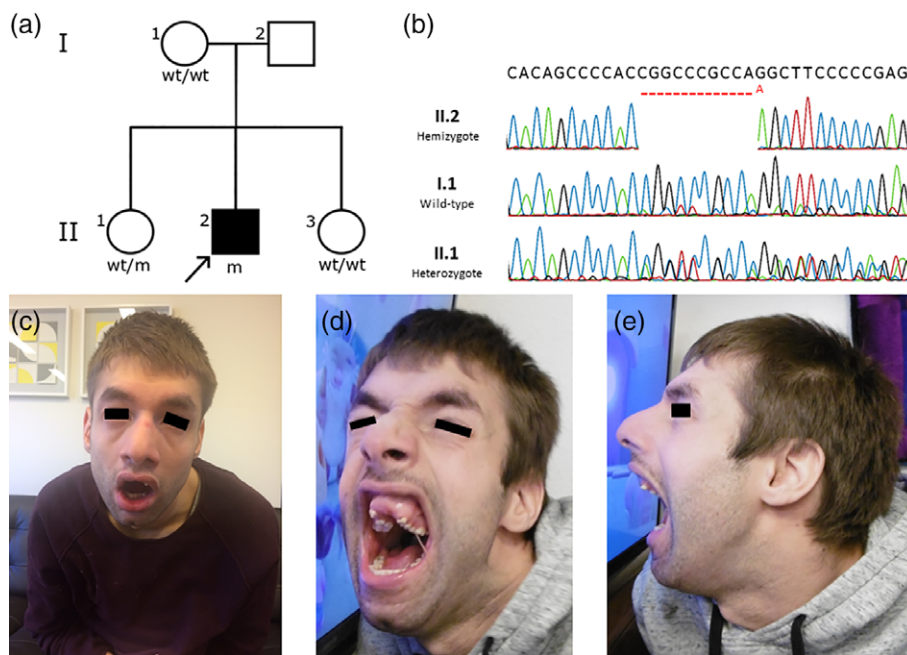 (a)
I
1
2
wt/wt
II
1
2
3
wt/m
m
wt/wt
(b)
CACAGCCCCACCGGCCCGCCAGGCTTCCCCCGAG
A
II.2
Hemizygote
I.1
Wild-type
II.1
Heterozygote
(c)
(d)
(e)